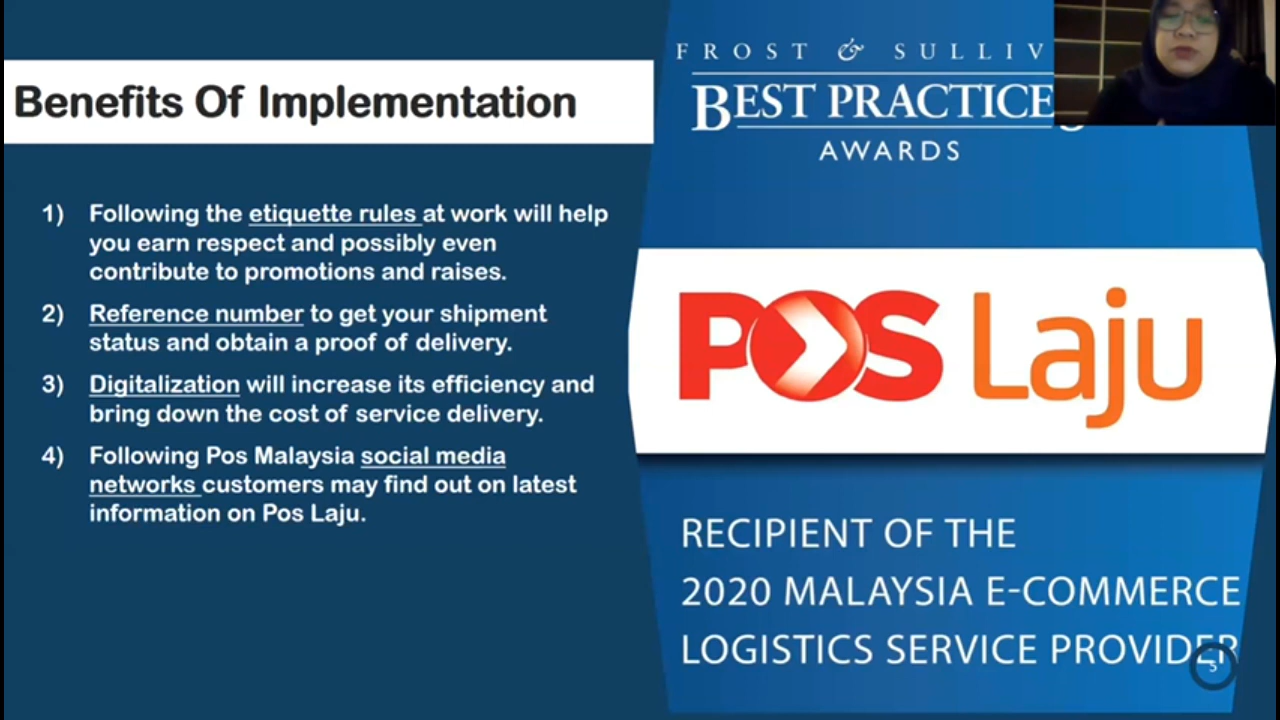 Benefits Of Implementation
1) Following the etiquette rules at work will help
you earn respect and possibly even
contribute to promotions and raises.
2) Reference number to get your shipment
status and obtain a proof of delivery.
3) Digitalization will increase its efficiency and
bring down the cost of service delivery.
4) Following Pos Malaysia social media
networks customers may find out on latest
information on Pos Laju.
FROST & SULLIV
BEST PRACTICES
AWARDS
POS Laju
RECIPIENT OF THE
2020 MALAYSIA E-COMMERCE
LOGISTICS SERVICE PROVIDER
5